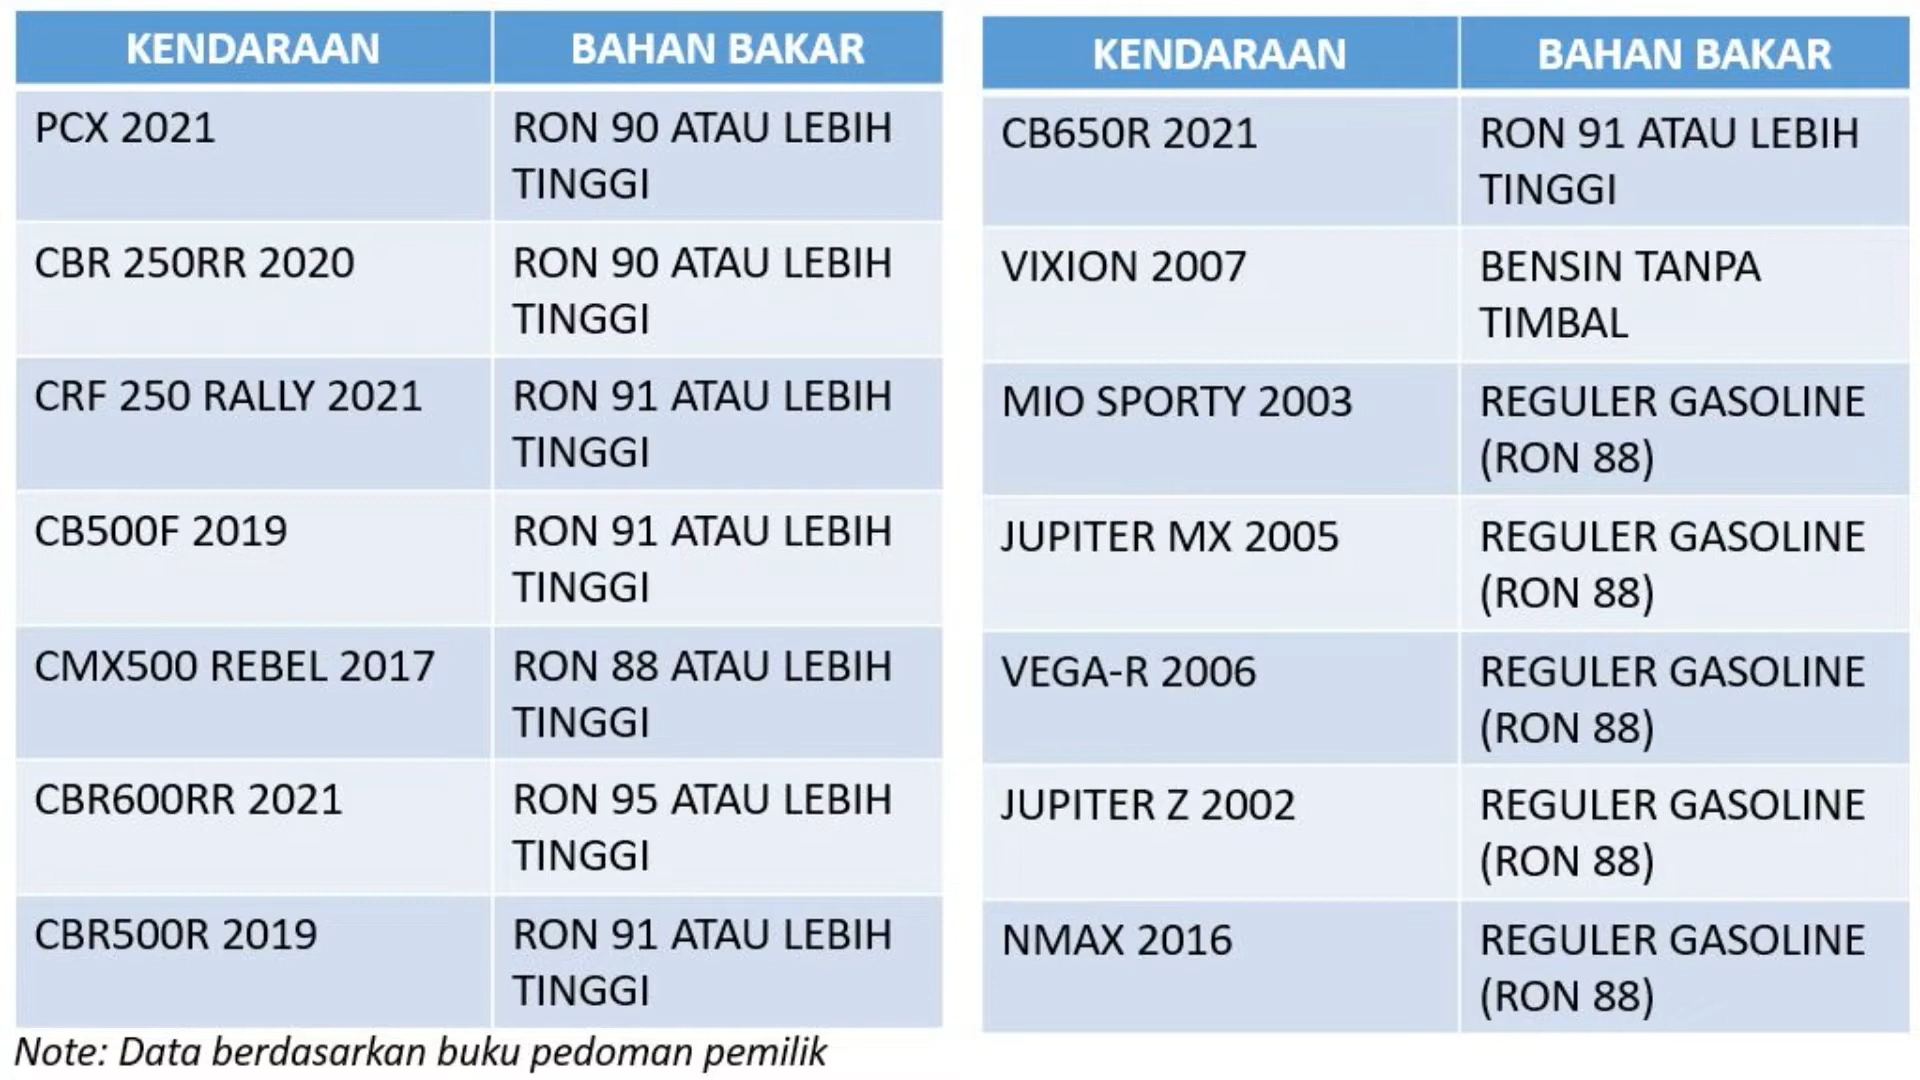 KENDARAAN BAHAN BAKAR
PCX 2021 RON 90 ATAU LEBIH
TINGGI
CBR 250RR 2020 RON 90 ATAU LEBIH
TINGGI
CRF 250 RALLY 2021 RON 91 ATAU LEBIH
TINGGI
CB500F 2019 RON 91 ATAU LEBIH
TINGGI
CMX500 REBEL 2017 RON 88 ATAU LEBIH
TINGGI
CBR600RR 2021 RON 95 ATAU LEBIH
TINGGI
CBR500R 2019 RON 91 ATAU LEBIH
TINGGI
Note: Data berdasarkan buku pedoman pemilik
KENDARAAN BAHAN BAKAR
CB650R 2021 RON 91 ATAU LEBIH
TINGGI
VIXION 2007 BENSIN TANPA
TIMBAL
MIO SPORTY 2003 REGULER GASOLINE
(RON 88)
JUPITER MX 2005 REGULER GASOLINE
(RON 88)
VEGA-R 2006 REGULER GASOLINE
(RON 88)
JUPITER Z 2002 REGULER GASOLINE
(RON 88)
NMAX 2016 REGULER GASOLINE
(RON 88)